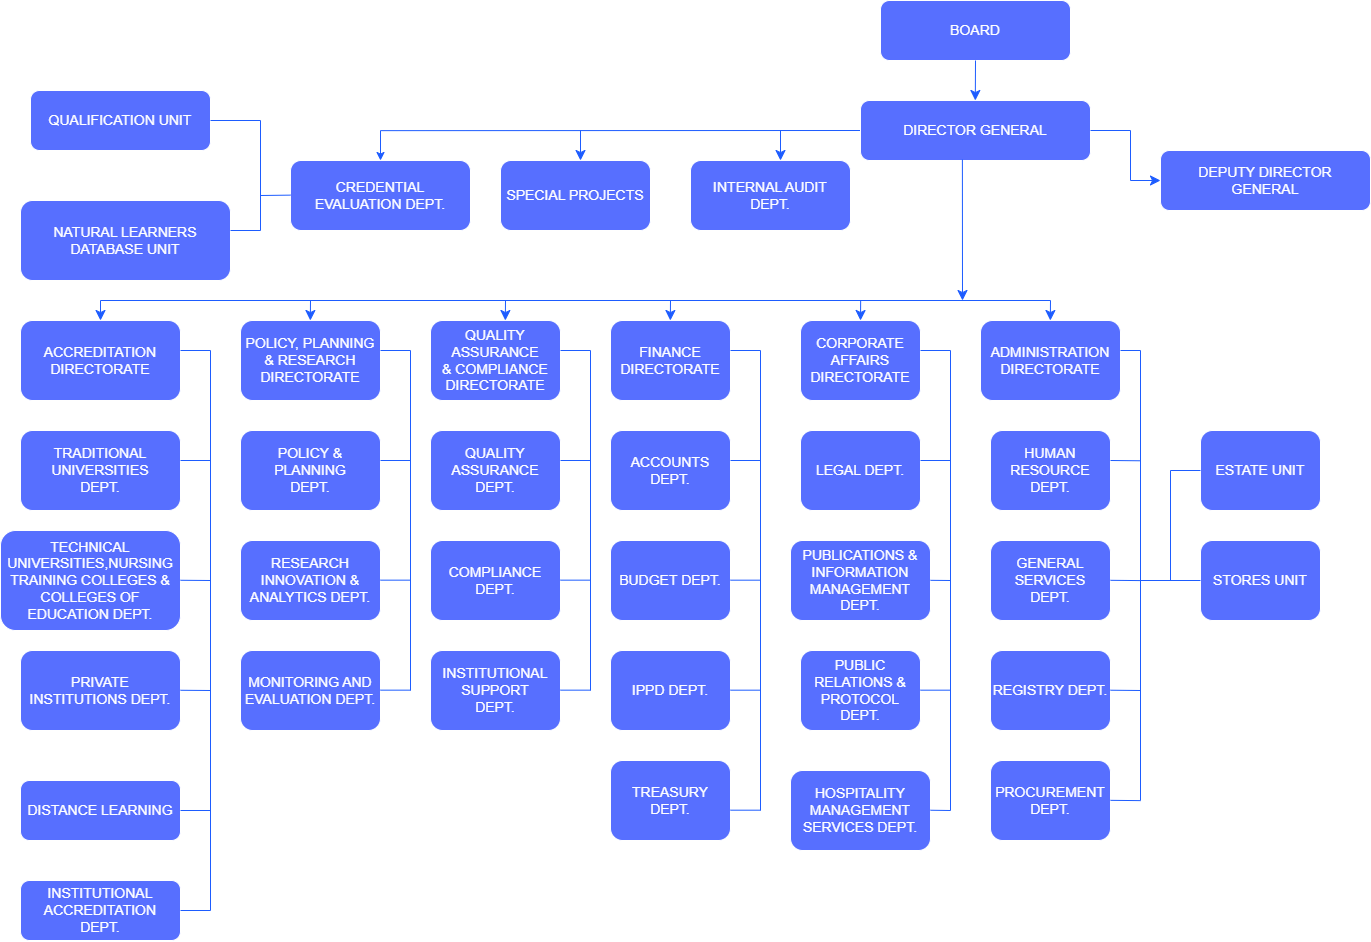 BOARD
QUALIFICATION UNIT
DIRECTOR GENERAL
DEPUTY DIRECTOR
GENERAL
CREDENTIAL
EVALUATION DEPT.
SPECIAL PROJECTS
INTERNAL AUDIT
DEPT.
NATURAL LEARNERS
DATABASE UNIT
ACCREDITATION
DIRECTORATE
POLICY, PLANNING
& RESEARCH
DIRECTORATE
QUALITY
ASSURANCE
& COMPLIANCE
DIRECTORATE
FINANCE
DIRECTORATE
CORPORATE
AFFAIRS
DIRECTORATE
ADMINISTRATION
DIRECTORATE
TRADITIONAL
UNIVERSITIES
DEPT.
POLICY &
PLANNING
DEPT.
QUALITY
ASSURANCE
DEPT.
ACCOUNTS
DEPT.
LEGAL DEPT.
HUMAN
RESOURCE
DEPT.
ESTATE UNIT
TECHNICAL
UNIVERSITIES,NURSING
TRAINING COLLEGES &
COLLEGES OF
EDUCATION DEPT.
RESEARCH
INNOVATION &
ANALYTICS DEPT.
COMPLIANCE
DEPT.
BUDGET DEPT.
PUBLICATIONS &
INFORMATION
MANAGEMENT
DEPT.
GENERAL
SERVICES
DEPT.
STORES UNIT
PRIVATE
INSTITUTIONS DEPT.
MONITORING AND
EVALUATION DEPT.
INSTITUTIONAL
SUPPORT
DEPT.
IPPD DEPT.
PUBLIC
RELATIONS &
PROTOCOL
DEPT.
REGISTRY DEPT.
DISTANCE LEARNING
TREASURY
DEPT.
HOSPITALITY
MANAGEMENT
SERVICES DEPT.
PROCUREMENT
DEPT.
INSTITUTIONAL
ACCREDITATION
DEPT.